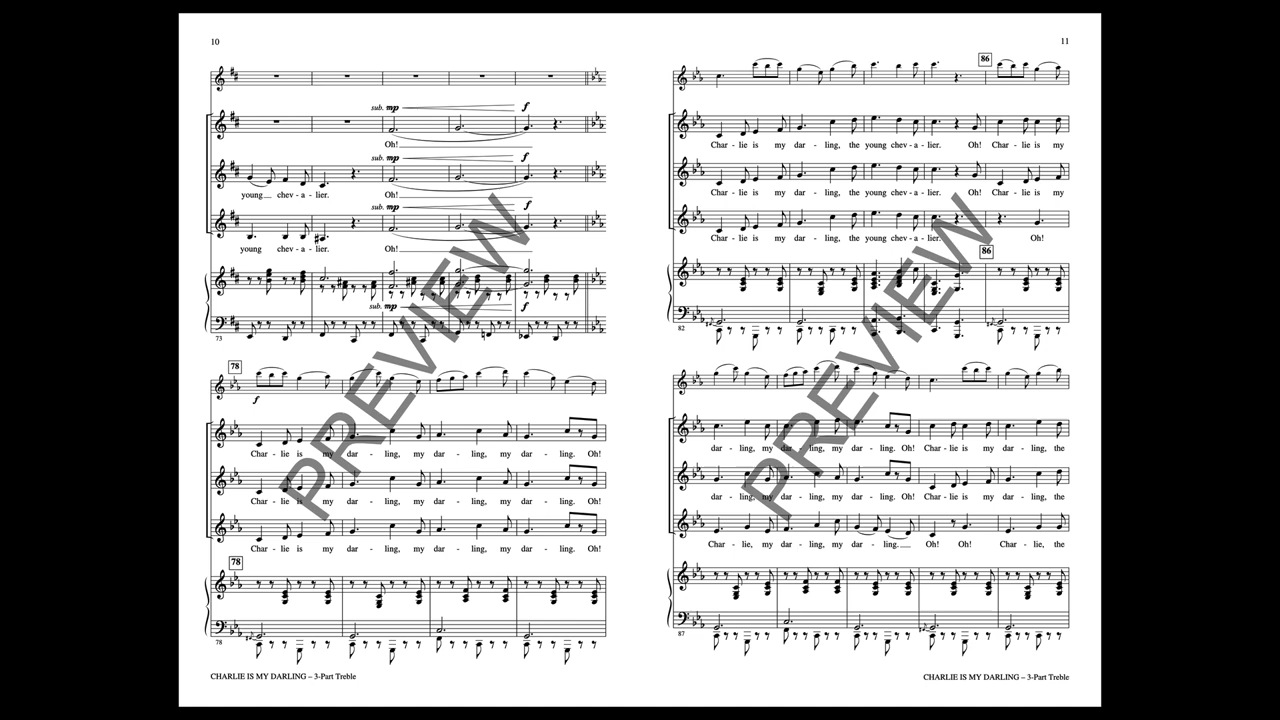 10
sub. mp f
Oh!
sub. mp f
young chev - a - lier. Oh!
sub. mp f
young chev - a - lier. Oh!
sub. mp f
73
78
f
Char - lie is my dar - ling, my dar - ling, my dar - ling. Oh!
Char - lie is my dar - ling, my dar - ling, my dar - ling. Oh!
Char - lie is my dar - ling, my dar - ling, my dar - ling. Oh!
78
78
CHARLIE IS MY DARLING – 3-Part Treble
PREVIEW
11
86
Char - lie is my dar - ling, the young chev - a - lier. Oh! Char - lie is my
Char - lie is my dar - ling, the young chev - a - lier. Oh! Char - lie is my
Char - lie is my dar - ling, the young chev - a - lier. Oh!
86
82
dar - ling, my dar - ling, my dar - ling. Oh! Char - lie is my dar - ling, the
dar - ling, my dar - ling, my dar - ling. Oh! Char - lie is my dar - ling, the
Char - lie, my dar - ling, my dar - ling. Oh! Oh! Char - lie, the
87
CHARLIE IS MY DARLING – 3-Part Treble
PREVIEW